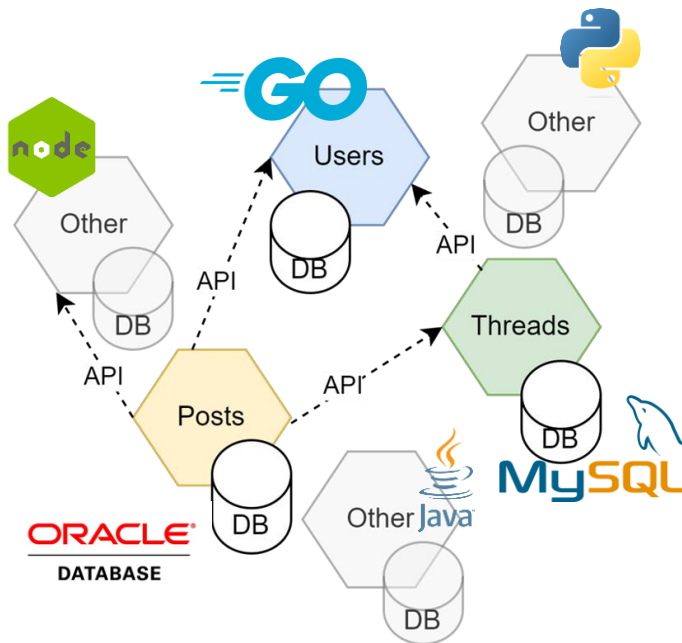 GO
node
Other
DB
Users
DB
Other
DB
API
API
API
API
Threads
DB
MySQL
Posts
DB
ORACLE®
DATABASE
Other
Java
DB